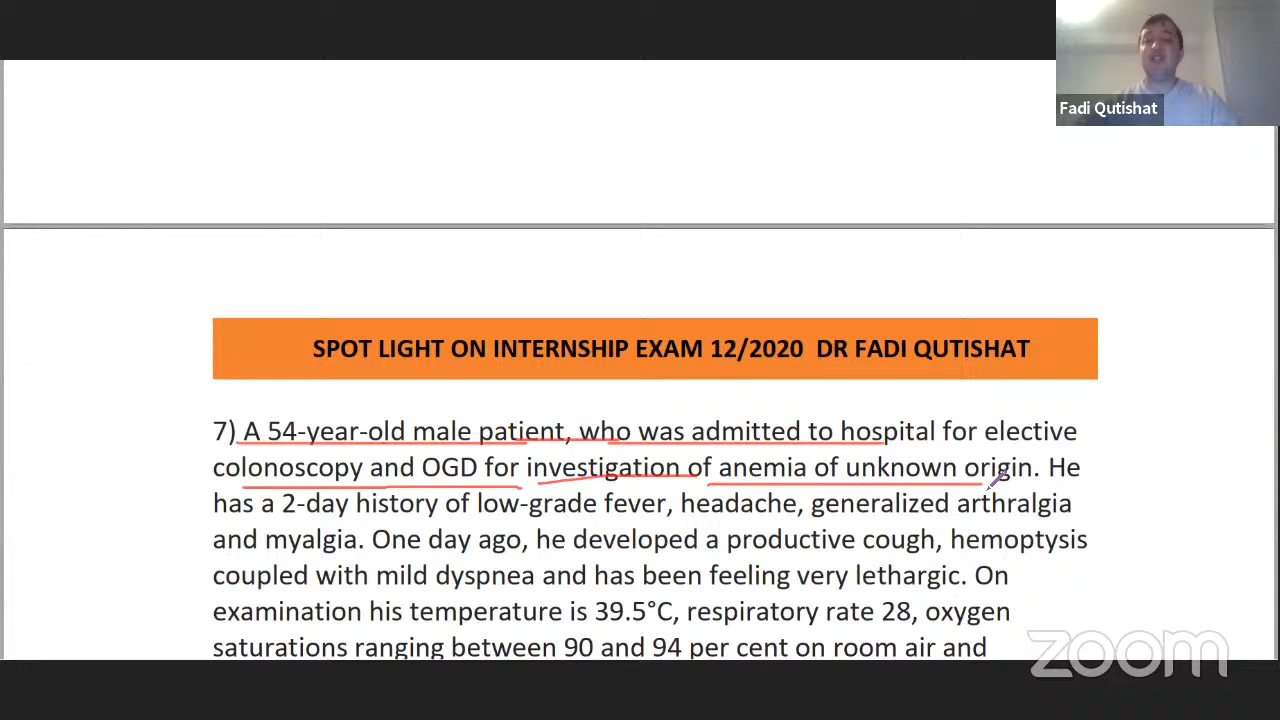 Fadi Qutishat
SPOT LIGHT ON INTERNSHIP EXAM 12/2020 DR FADI QUTISHAT
7) A 54-year-old male patient, who was admitted to hospital for elective
colonoscopy and OGD for investigation of anemia of unknown origin. He
has a 2-day history of low-grade fever, headache, generalized arthralgia
and myalgia. One day ago, he developed a productive cough, hemoptysis
coupled with mild dyspnea and has been feeling very lethargic. On
examination his temperature is 39.5°C, respiratory rate 28, oxygen
saturations ranging between 90 and 94 per cent on room air and
zoom